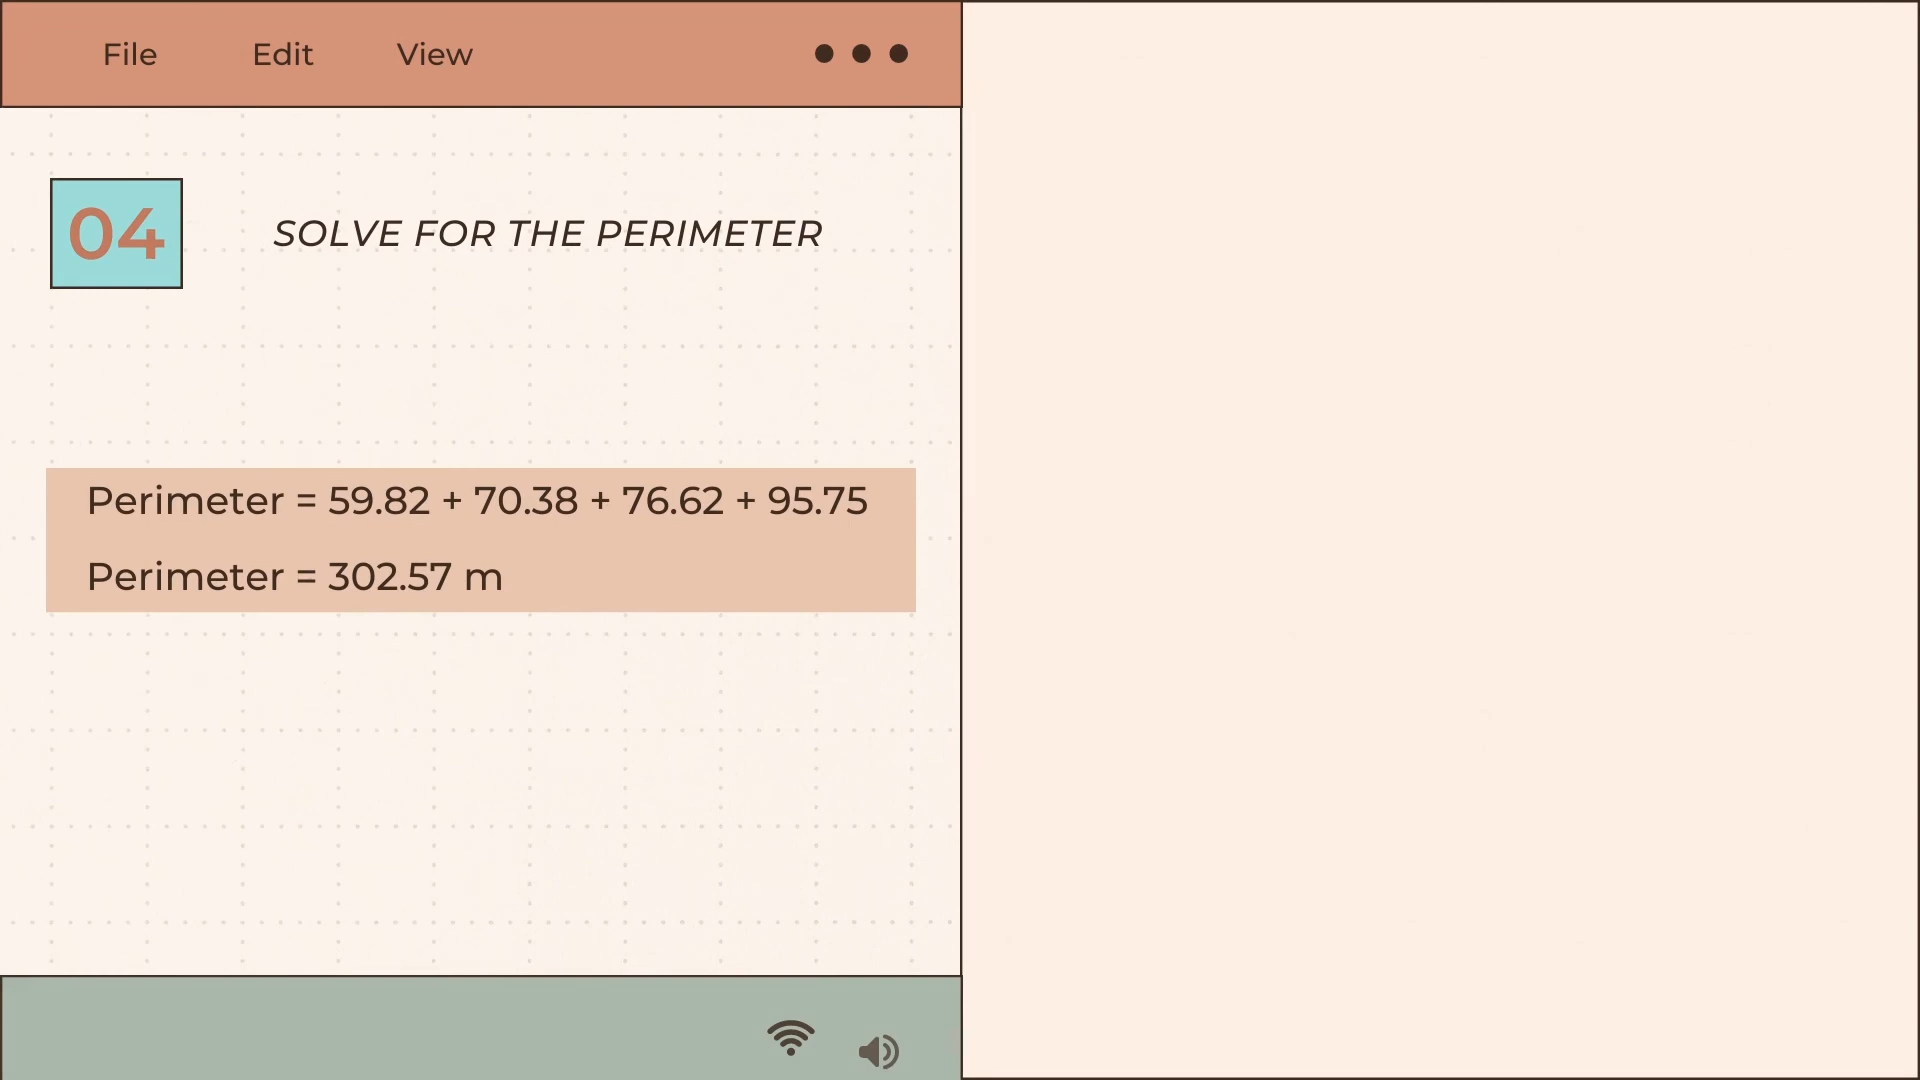 File Edit View
04 SOLVE FOR THE PERIMETER
Perimeter = 59.82 + 70.38 + 76.62 + 95.75
Perimeter = 302.57 m